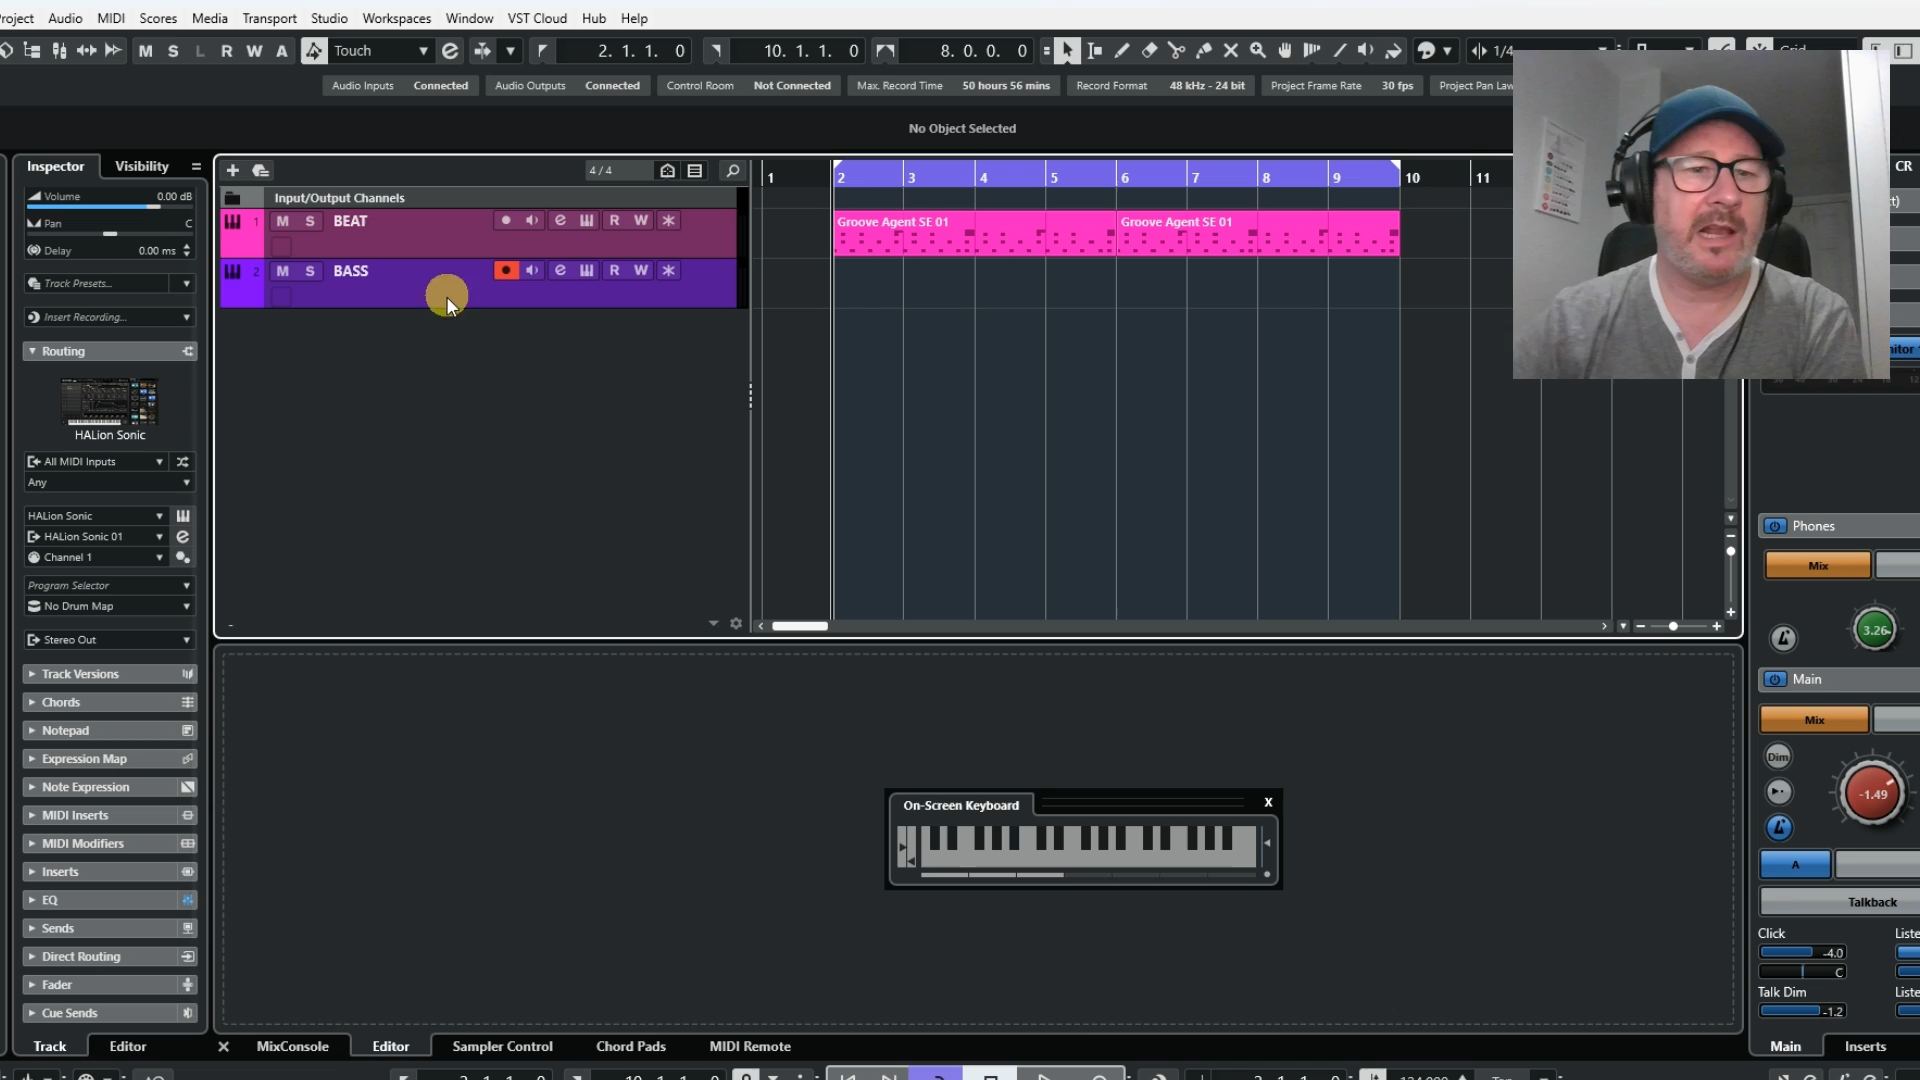 Project Audio MIDI Scores Media Transport Studio Workspaces Window VST Cloud Hub Help
M S L R W A Touch 2. 1. 1. 0 10. 1. 1. 0 8. 0. 0. 0 1/4 Grid
Audio Inputs Connected Audio Outputs Connected Control Room Not Connected Max. Record Time 50 hours 56 mins Record Format 48 kHz - 24 bit Project Frame Rate 30 fps Project Pan Law
No Object Selected
Inspector Visibility
Volume 0.00 dB
Pan C
Delay 0.00 ms
Track Presets...
Insert Recording...
Routing
HALion Sonic
All MIDI Inputs
Any
HALion Sonic
HALion Sonic 01
Channel 1
Program Selector
No Drum Map
Stereo Out
Track Versions
Chords
Notepad
Expression Map
Note Expression
MIDI Inserts
MIDI Modifiers
Inserts
EQ
Sends
Direct Routing
Fader
Cue Sends
Track Editor
4/4
Input/Output Channels
1 M S BEAT R W
2 M S BASS R W
1 2 3 4 5 6 7 8 9 10 11
Groove Agent SE 01 Groove Agent SE 01
On-Screen Keyboard X
MixConsole Editor Sampler Control Chord Pads MIDI Remote
CR
Phones
Mix
3.26
Main
Mix
Dim
-1.49
A
Talkback
Click
-4.0
C
Talk Dim
-1.2
Main Inserts